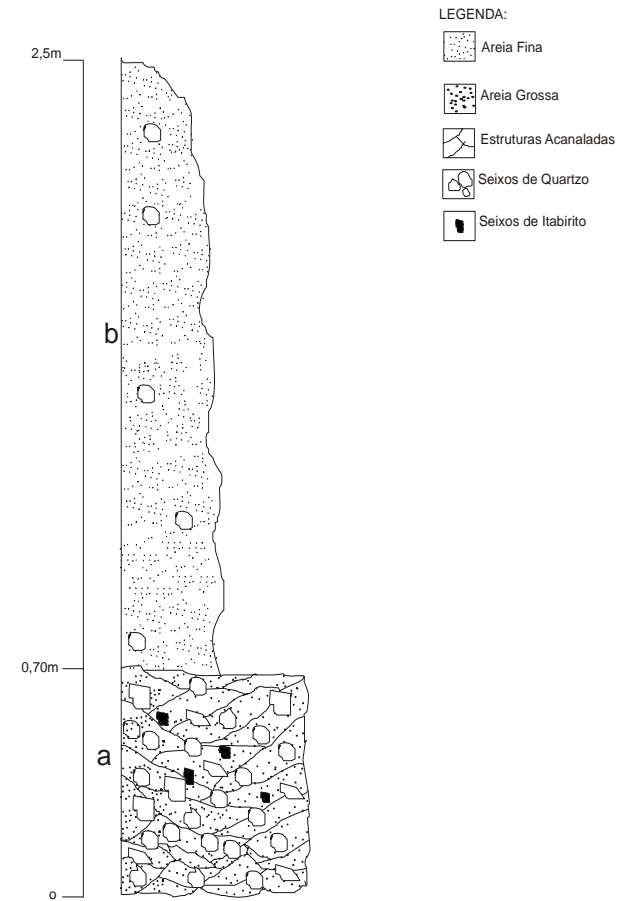 LEGENDA:
Areia Fina
Areia Grossa
Estruturas Acanaladas
Seixos de Quartzo
Seixos de Itabirito
2,5m
b
0,70m
a
o